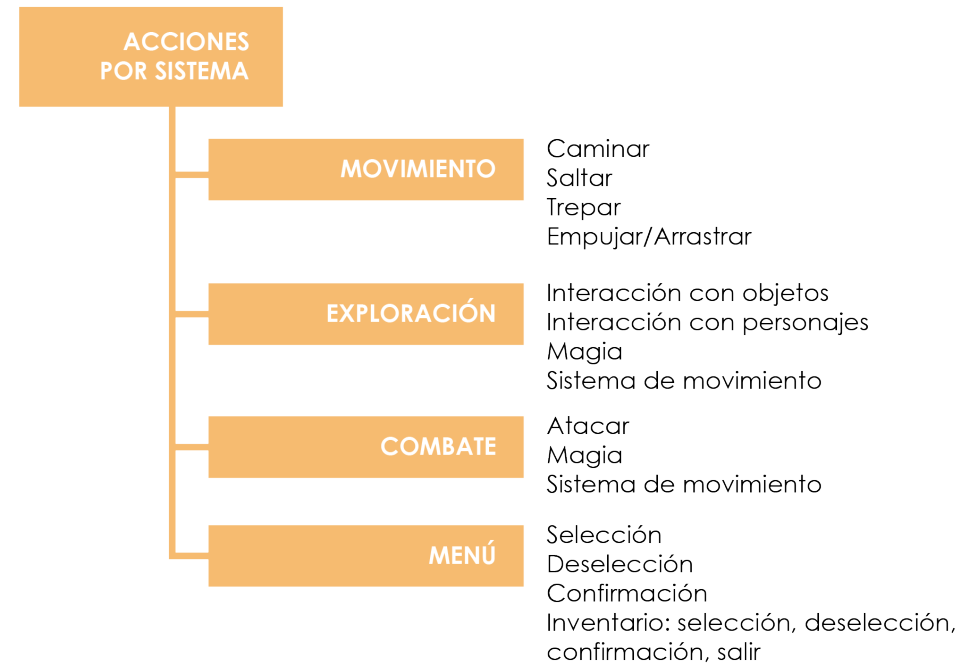 ACCIONES
POR SISTEMA
MOVIMIENTO
Caminar
Saltar
Trepar
Empujar/Arrastrar
EXPLORACIÓN
Interacción con objetos
Interacción con personajes
Magia
Sistema de movimiento
COMBATE
Atacar
Magia
Sistema de movimiento
MENÚ
Selección
Deselección
Confirmación
Inventario: selección, deselección,
confirmación, salir